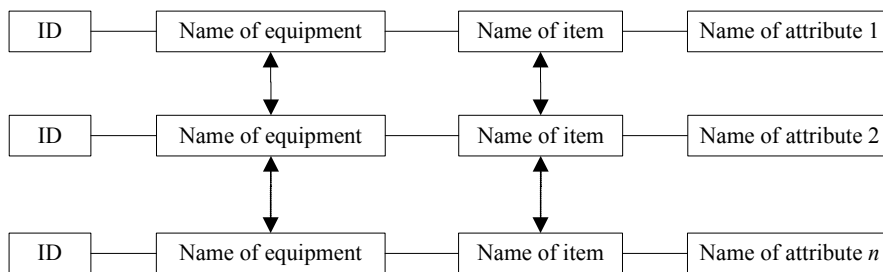 ID Name of equipment Name of item Name of attribute 1
ID Name of equipment Name of item Name of attribute 2
ID Name of equipment Name of item Name of attribute n